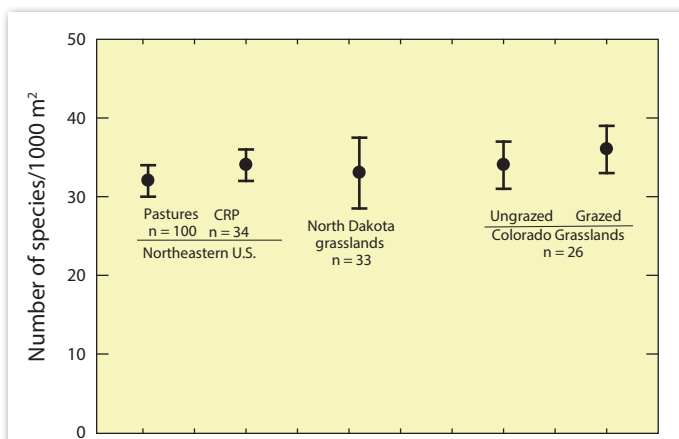 Number of species/1000 m²
50
40
30
20
10
0
Pastures CRP
n = 100 n = 34
Northeastern U.S.
North Dakota
grasslands
n = 33
Ungrazed Grazed
Colorado Grasslands
n = 26